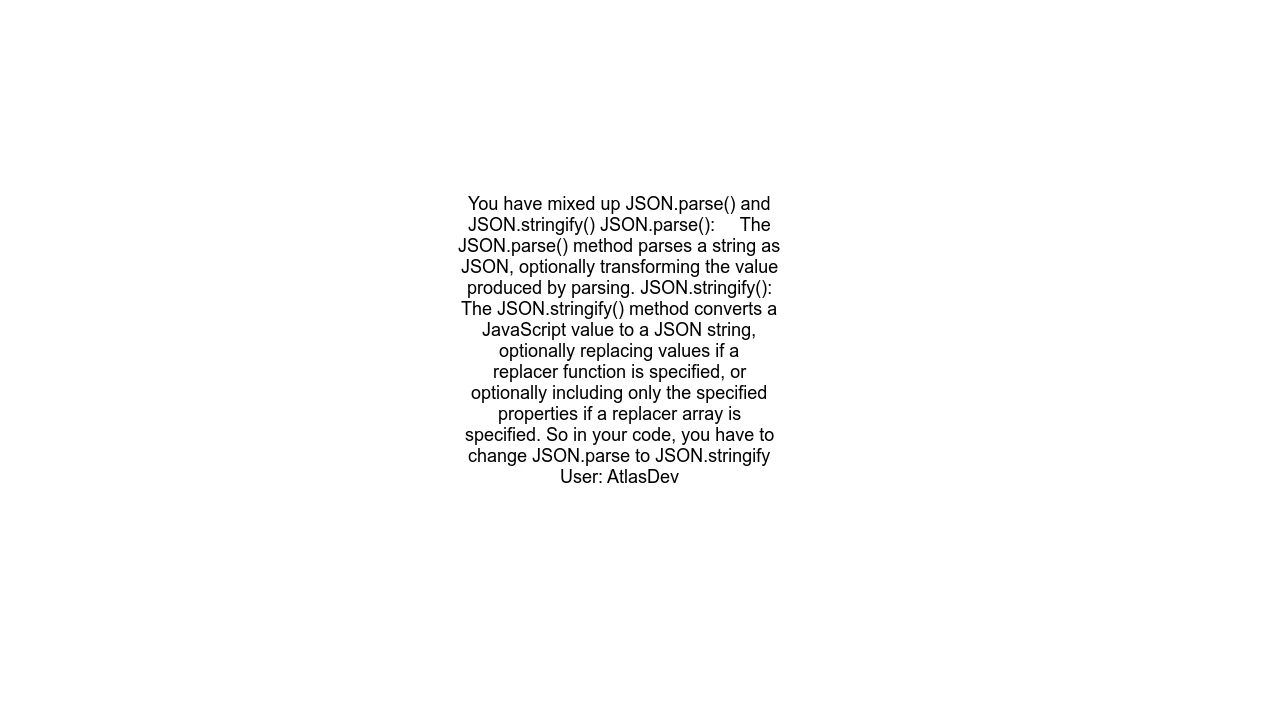 You have mixed up JSON.parse() and
JSON.stringify() JSON.parse():     The
JSON.parse() method parses a string as
JSON, optionally transforming the value
produced by parsing. JSON.stringify():
The JSON.stringify() method converts a
JavaScript value to a JSON string,
optionally replacing values if a
replacer function is specified, or
optionally including only the specified
properties if a replacer array is
specified. So in your code, you have to
change JSON.parse to JSON.stringify
User: AtlasDev